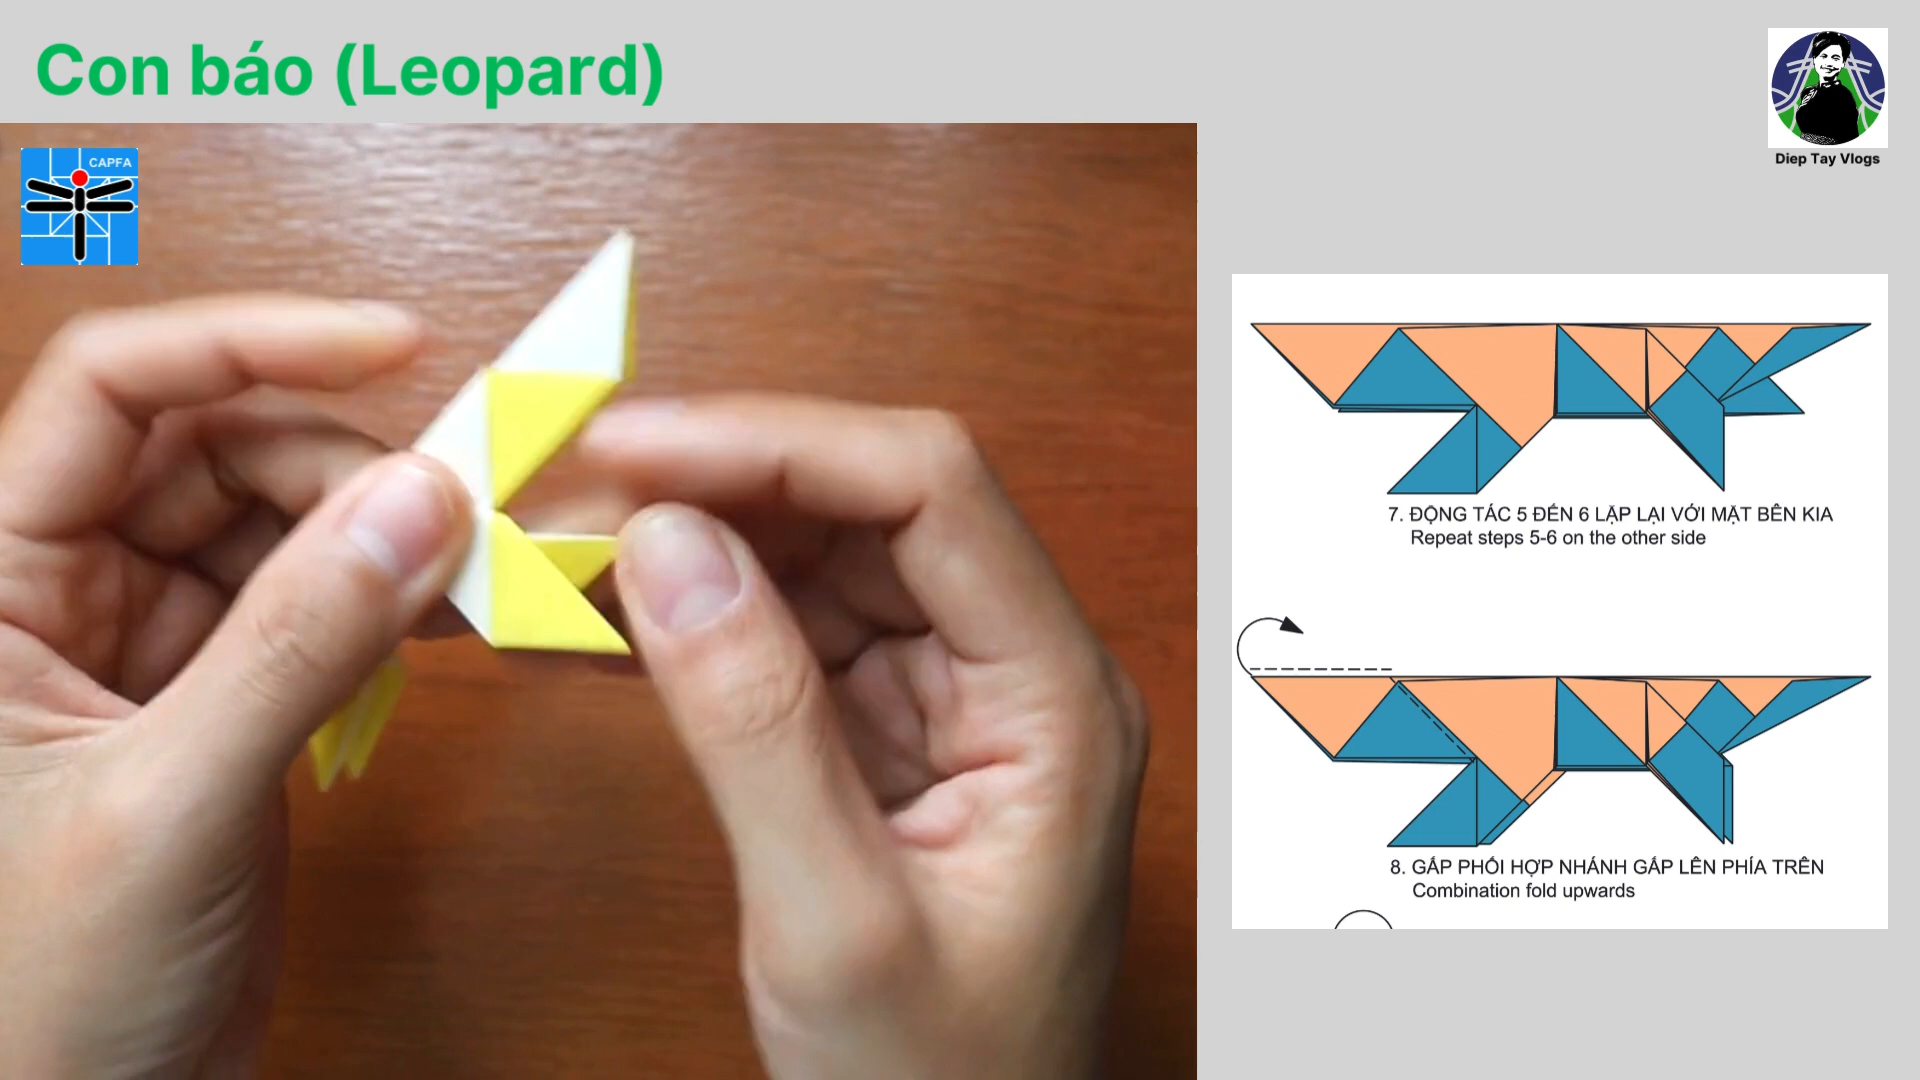 Con báo (Leopard)
CAPFA
Diep Tay Vlogs
7. ĐỘNG TÁC 5 ĐẾN 6 LẶP LẠI VỚI MẶT BÊN KIA
Repeat steps 5-6 on the other side
8. GẤP PHỐI HỢP NHÁNH GẤP LÊN PHÍA TRÊN
Combination fold upwards